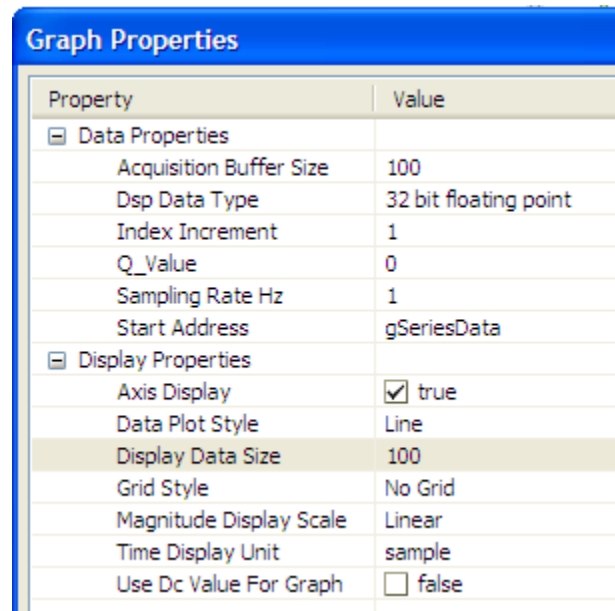 Graph Properties
Property Value
Data Properties
Acquisition Buffer Size 100
Dsp Data Type 32 bit floating point
Index Increment 1
Q_Value 0
Sampling Rate Hz 1
Start Address gSeriesData
Display Properties
Axis Display true
Data Plot Style Line
Display Data Size 100
Grid Style No Grid
Magnitude Display Scale Linear
Time Display Unit sample
Use Dc Value For Graph false